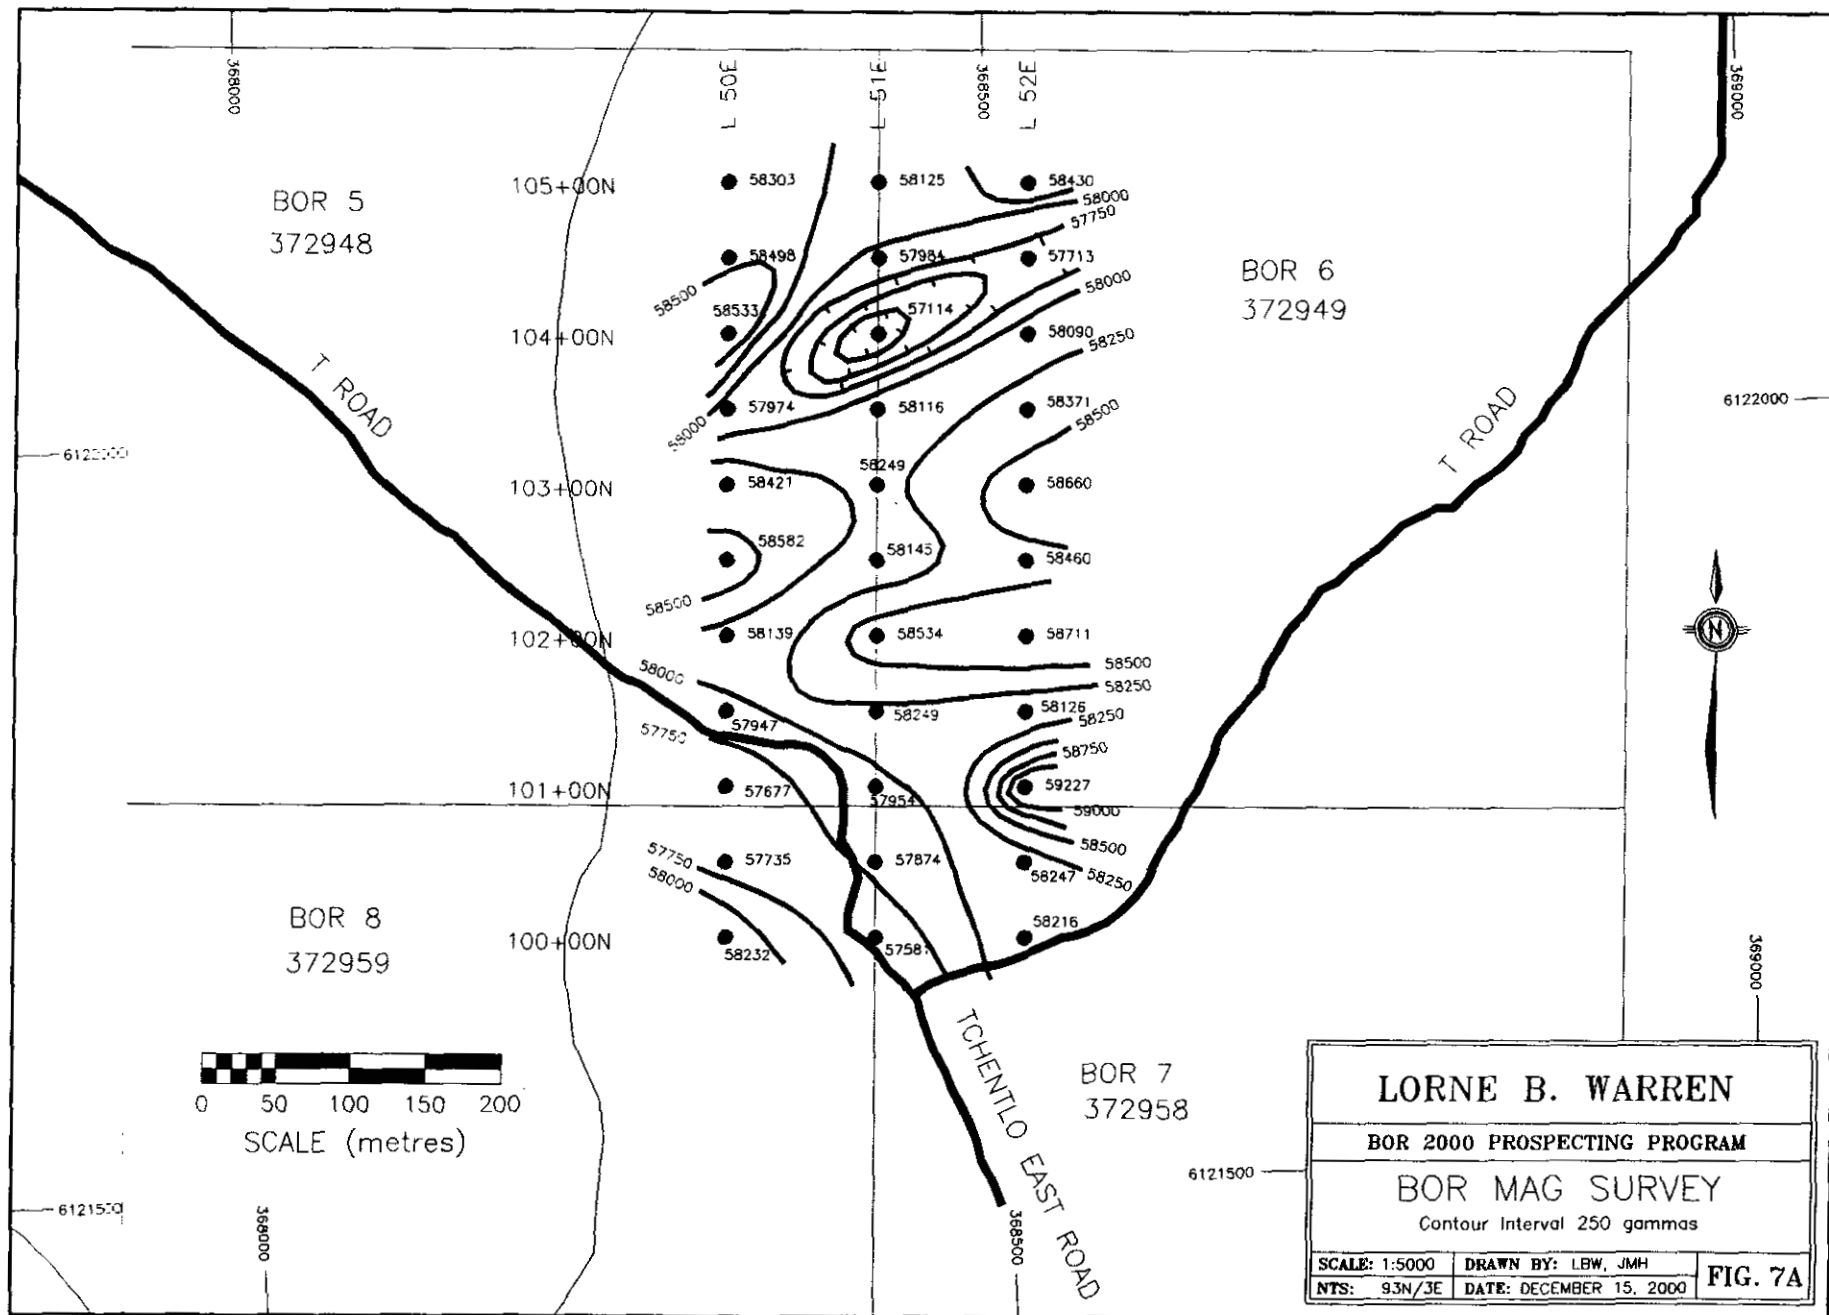 368000
L 50E
L 51E
368500
L 52E
369000
105+00N
58303
58125
58430
58000
57750
BOR 5
372948
58498
57984
57713
BOR 6
372949
58500
58000
58533
57114
104+00N
58090
58250
T ROAD
57974
58116
58371
58500
58000
T ROAD
6122000
58249
103+00N
58421
58660
58582
58145
58460
58500
102+00N
58139
58534
58711
N
58000
58500
58250
57947
58249
58126
58250
57750
58750
101+00N
57677
57954
59227
59000
58500
57750
57735
57874
58247
58250
58000
BOR 8
372959
100+00N
58232
58216
369000
TCHENTLO EAST ROAD
BOR 7
372958
0 50 100 150 200
SCALE (metres)
6121500
368000
368500
LORNE B. WARREN
BOR 2000 PROSPECTING PROGRAM
BOR MAG SURVEY
Contour Interval 250 gammas
SCALE: 1:5000
DRAWN BY: LBW, JMH
NTS: 93N/3E
DATE: DECEMBER 15, 2000
FIG. 7A